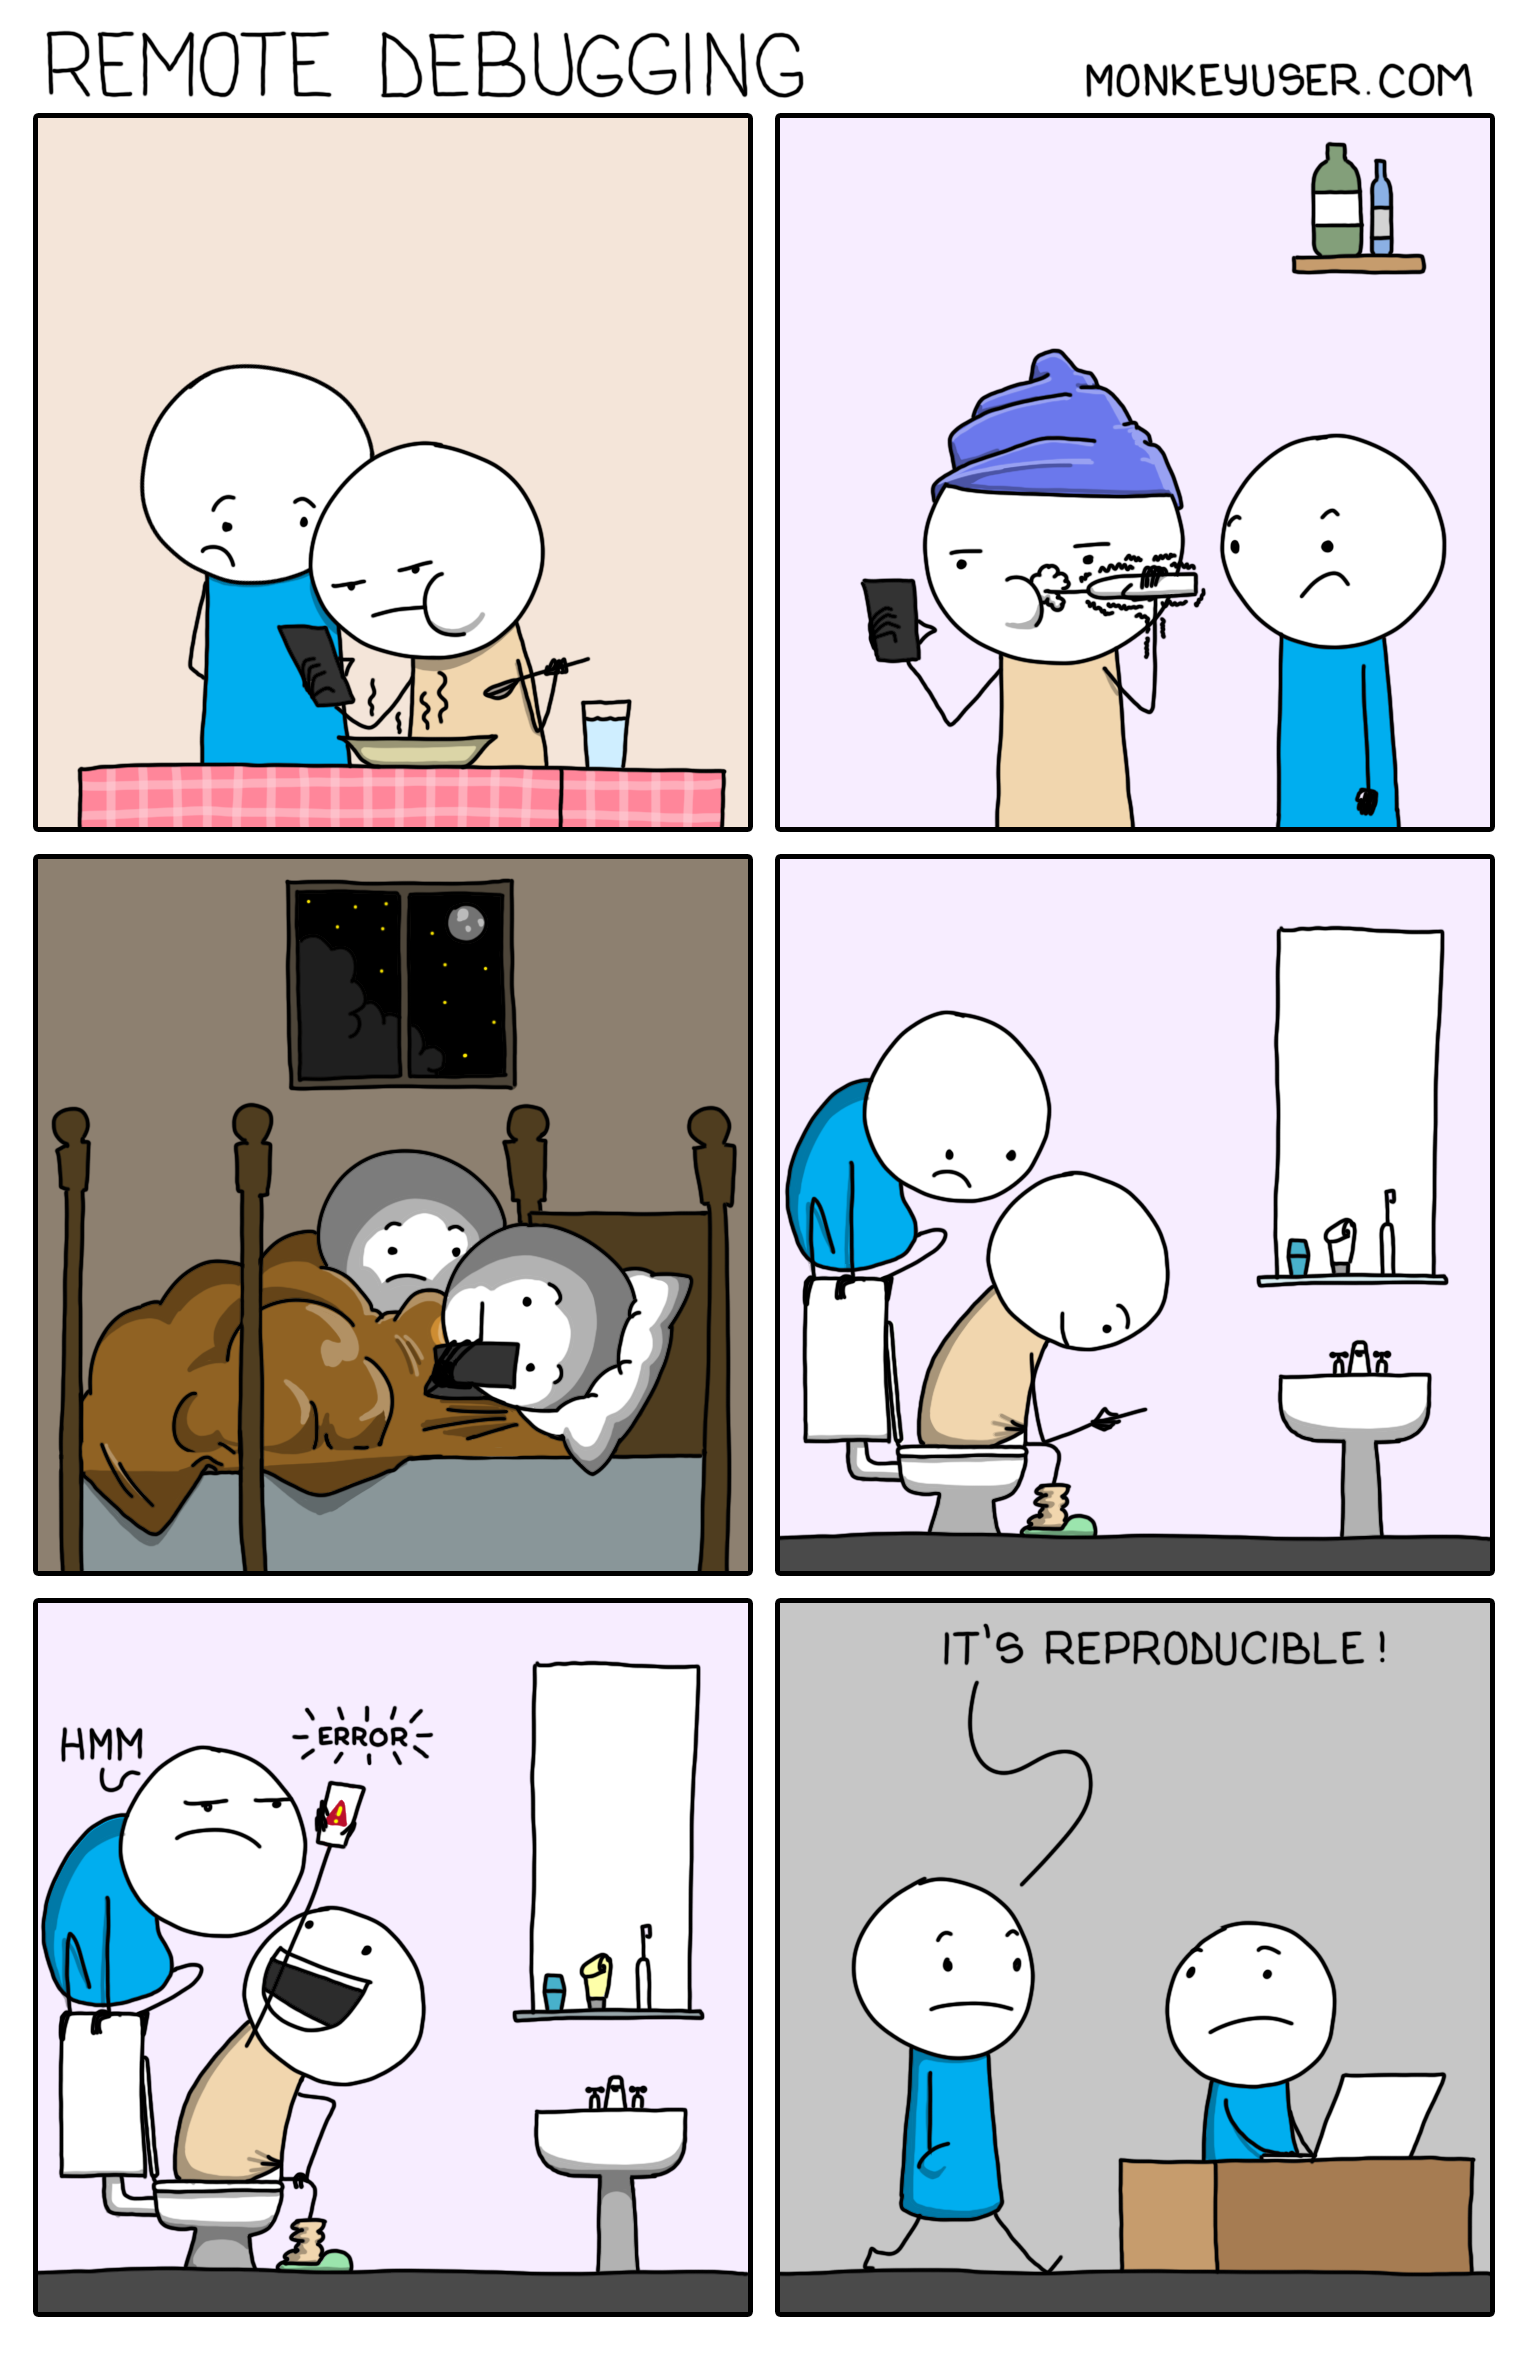 REMOTE DEBUGGING
MONKEYUSER.COM
HMM
ERROR
IT'S REPRODUCIBLE!